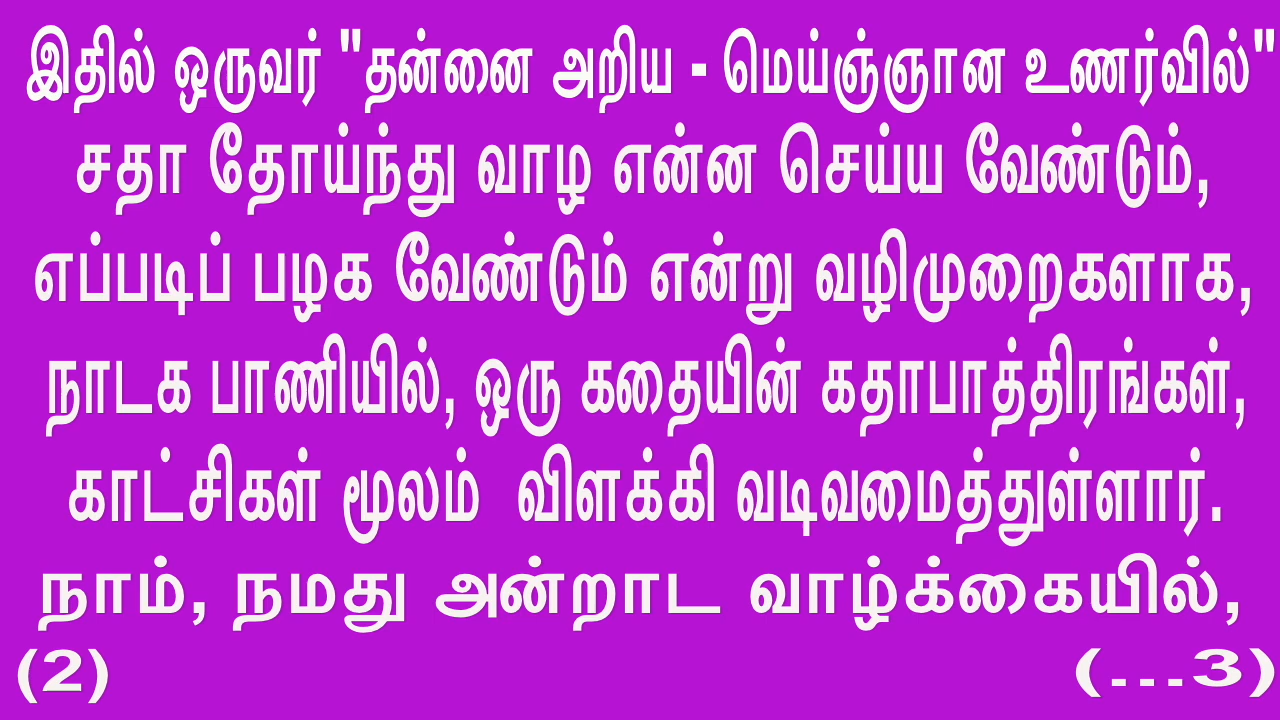 இதில் ஒருவர் "தன்னை அறிய - மெய்ஞ்ஞான உணர்வில்"
சதா தோய்ந்து வாழ என்ன செய்ய வேண்டும்,
எப்படிப் பழக வேண்டும் என்று வழிமுறைகளாக,
நாடக பாணியில், ஒரு கதையின் கதாபாத்திரங்கள்,
காட்சிகள் மூலம்  விளக்கி வடிவமைத்துள்ளார்.
நாம், நமது அன்றாட வாழ்க்கையில்,
(2) (...3)